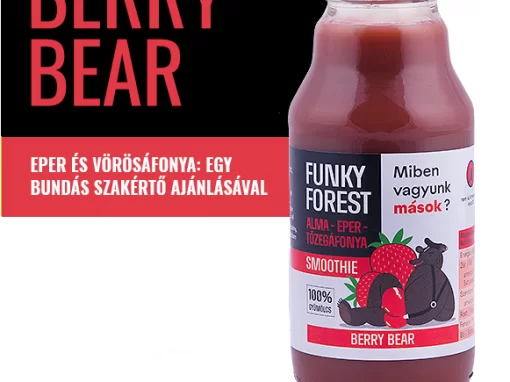 BERRY
BEAR
EPER ÉS VÖRÖSÁFONYA: EGY
BUNDÁS SZAKÉRTŐ AJÁNLÁSÁVAL
FUNKY
FOREST
ALMA - EPER -
TŐZEGÁFONYA
SMOOTHIE
100%
GYÜMÖLCS
BERRY BEAR
Miben
vagyunk
mások?